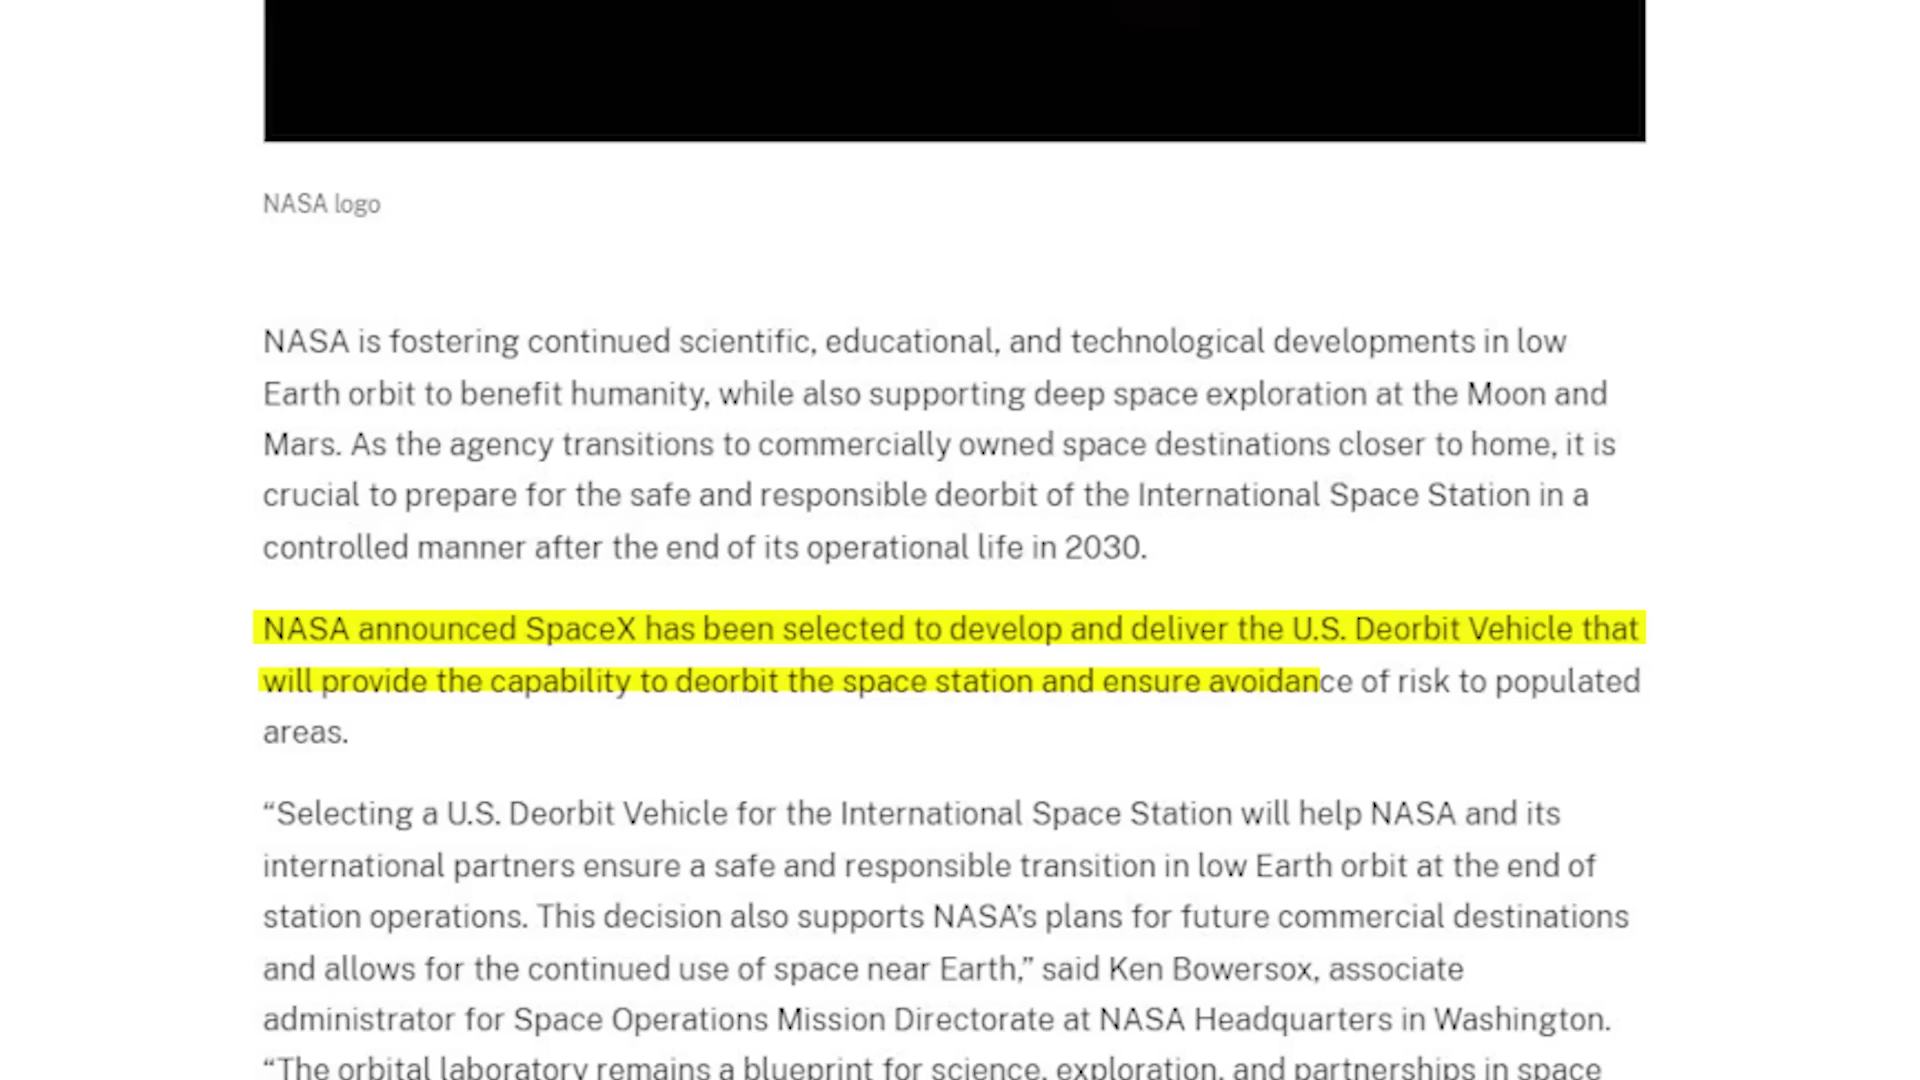 NASA logo
NASA is fostering continued scientific, educational, and technological developments in low
Earth orbit to benefit humanity, while also supporting deep space exploration at the Moon and
Mars. As the agency transitions to commercially owned space destinations closer to home, it is
crucial to prepare for the safe and responsible deorbit of the International Space Station in a
controlled manner after the end of its operational life in 2030.
NASA announced SpaceX has been selected to develop and deliver the U.S. Deorbit Vehicle that
will provide the capability to deorbit the space station and ensure avoidance of risk to populated
areas.
“Selecting a U.S. Deorbit Vehicle for the International Space Station will help NASA and its
international partners ensure a safe and responsible transition in low Earth orbit at the end of
station operations. This decision also supports NASA’s plans for future commercial destinations
and allows for the continued use of space near Earth,” said Ken Bowersox, associate
administrator for Space Operations Mission Directorate at NASA Headquarters in Washington.
“The orbital laboratory remains a blueprint for science, exploration, and partnerships in space